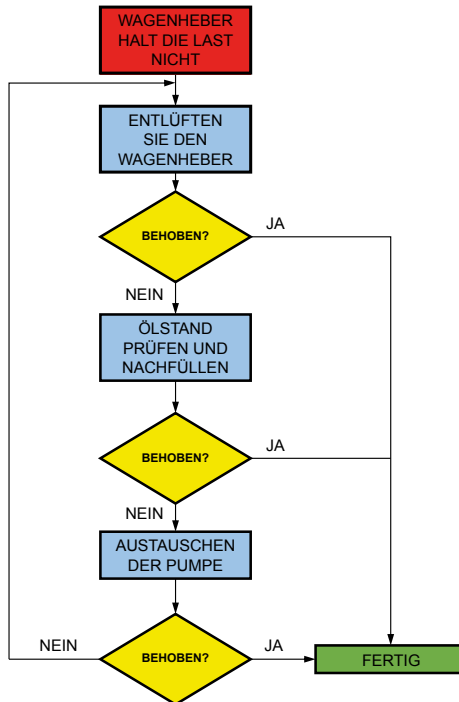 WAGENHEBER
HALT DIE LAST
NICHT
ENTLÜFTEN
SIE DEN
WAGENHEBER
BEHOBEN?
JA
NEIN
ÖLSTAND
PRÜFEN UND
NACHFÜLLEN
BEHOBEN?
JA
NEIN
AUSTAUSCHEN
DER PUMPE
NEIN
BEHOBEN?
JA
FERTIG